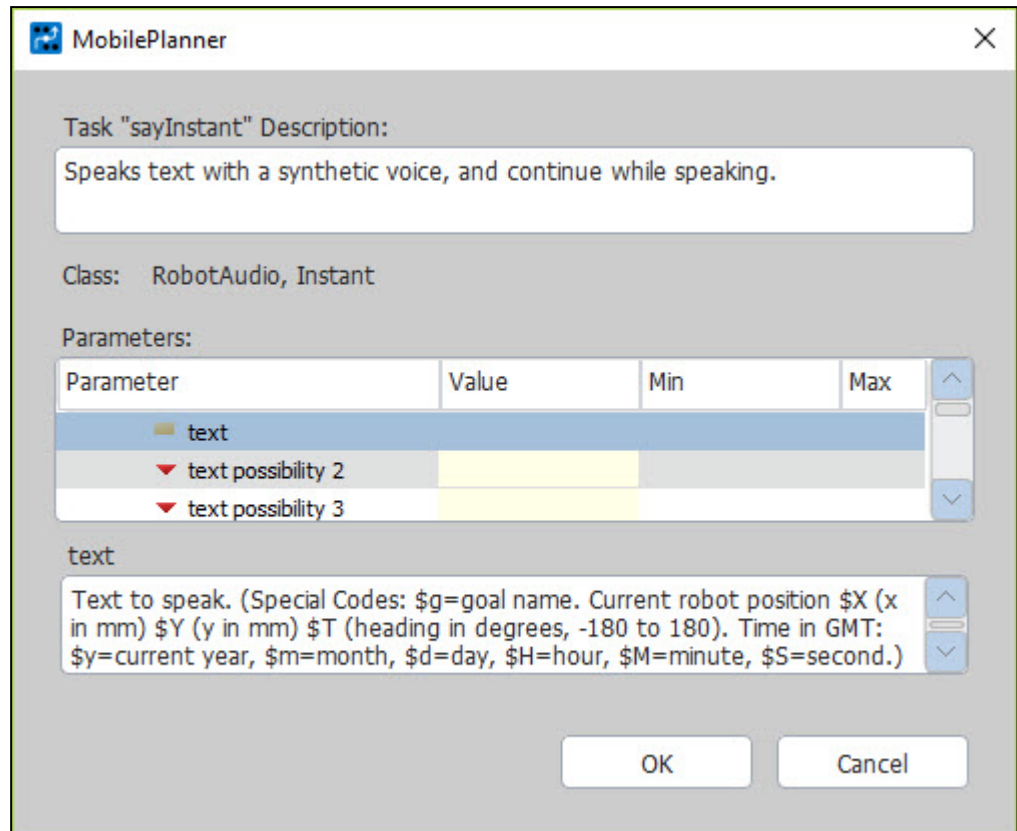 MobilePlanner
Task "sayInstant" Description:
Speaks text with a synthetic voice, and continue while speaking.
Class: RobotAudio, Instant
Parameters:
Parameter Value Min Max
text
text possibility 2
text possibility 3
text
Text to speak. (Special Codes: $g=goal name. Current robot position $X (x
in mm) $Y (y in mm) $T (heading in degrees, -180 to 180). Time in GMT:
$y=current year, $m=month, $d=day, $H=hour, $M=minute, $S=second.)
OK Cancel